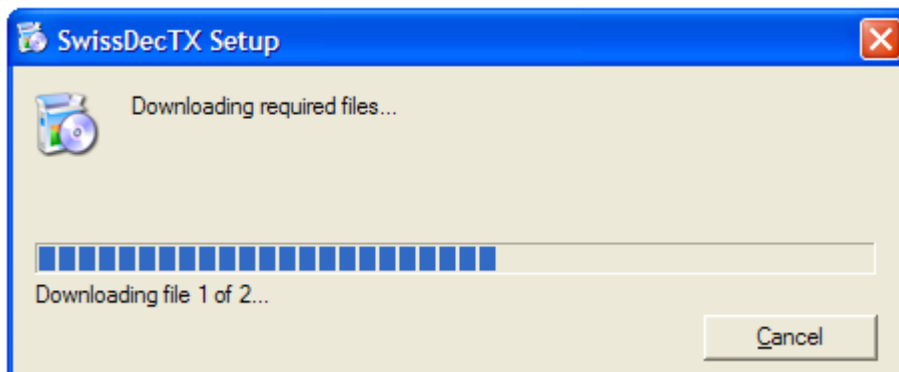 SwissDecTX Setup
Downloading required files...
Downloading file 1 of 2...
Cancel